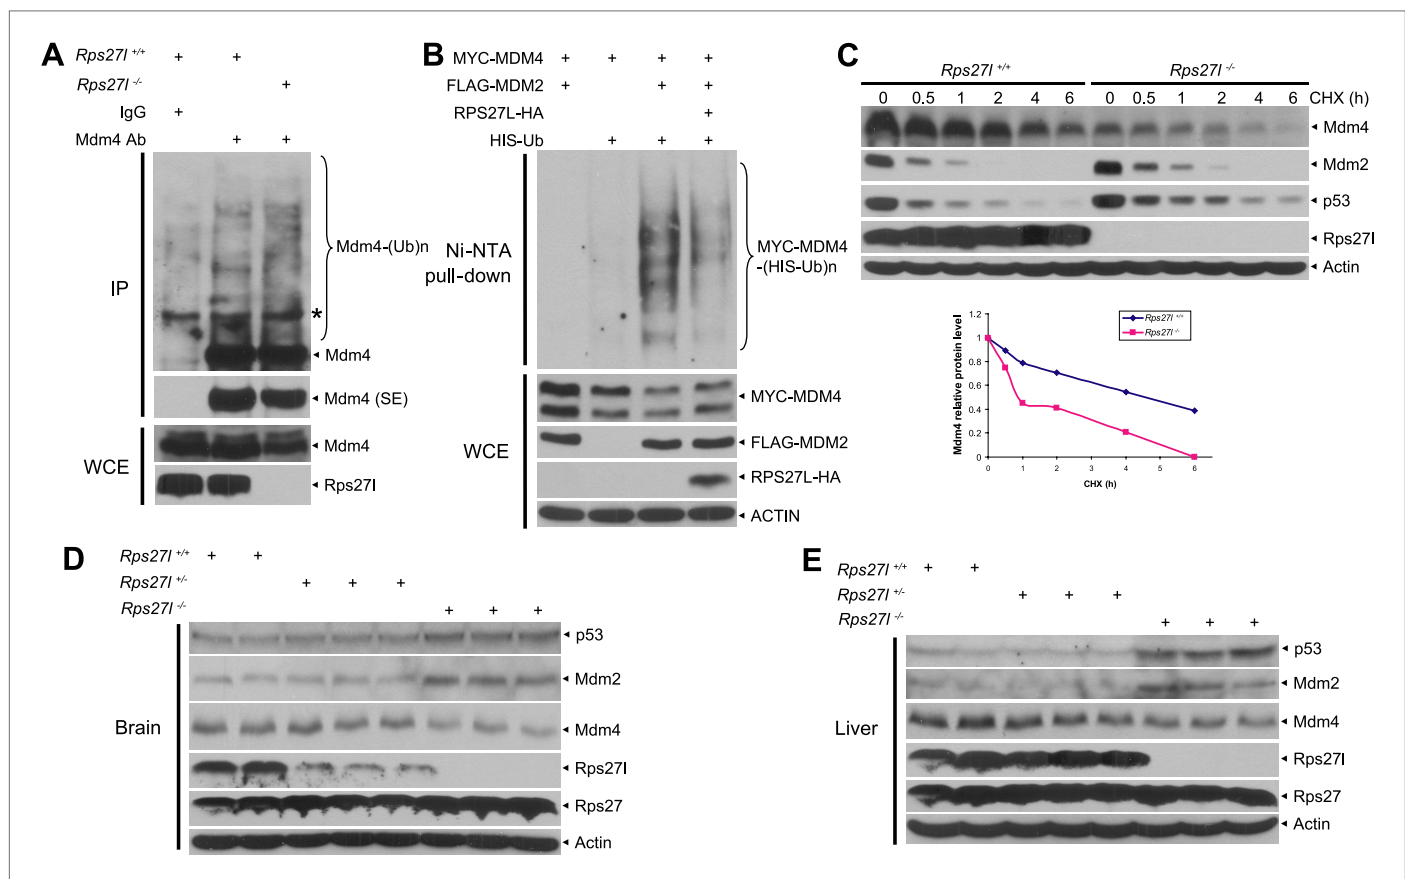 A
Rps27l +/+ + +
Rps27l -/- +
IgG +
Mdm4 Ab + +
IP
Mdm4-(Ub)n
*
Mdm4
Mdm4 (SE)
WCE
Mdm4
Rps27l
B
MYC-MDM4 + + + +
FLAG-MDM2 + + +
RPS27L-HA +
HIS-Ub + + +
Ni-NTA
pull-down
MYC-MDM4
-(HIS-Ub)n
WCE
MYC-MDM4
FLAG-MDM2
RPS27L-HA
ACTIN
C
Rps27l +/+ Rps27l -/-
0 0.5 1 2 4 6 0 0.5 1 2 4 6 CHX (h)
Mdm4
Mdm2
p53
Rps27l
Actin
Mdm4 relative protein level
1.2
1
0.8
0.6
0.4
0.2
0
0 1 2 3 4 5 6
CHX (h)
Rps27l +/+
Rps27l -/-
D
Rps27l +/+ + +
Rps27l +/- + + +
Rps27l -/- + + +
Brain
p53
Mdm2
Mdm4
Rps27l
Rps27
Actin
E
Rps27l +/+ + +
Rps27l +/- + + +
Rps27l -/- + + +
Liver
p53
Mdm2
Mdm4
Rps27l
Rps27
Actin